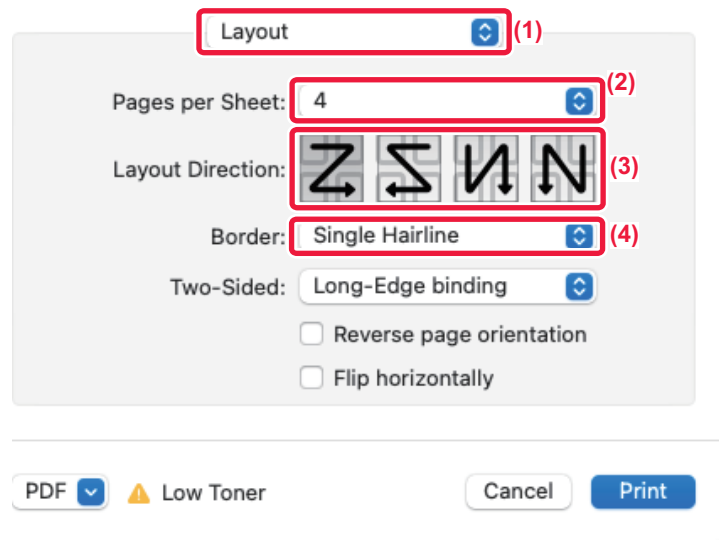 Layout (1)
(2)
Pages per Sheet: 4
Layout Direction: (3)
Border: Single Hairline (4)
Two-Sided: Long-Edge binding
Reverse page orientation
Flip horizontally
PDF Low Toner Cancel Print